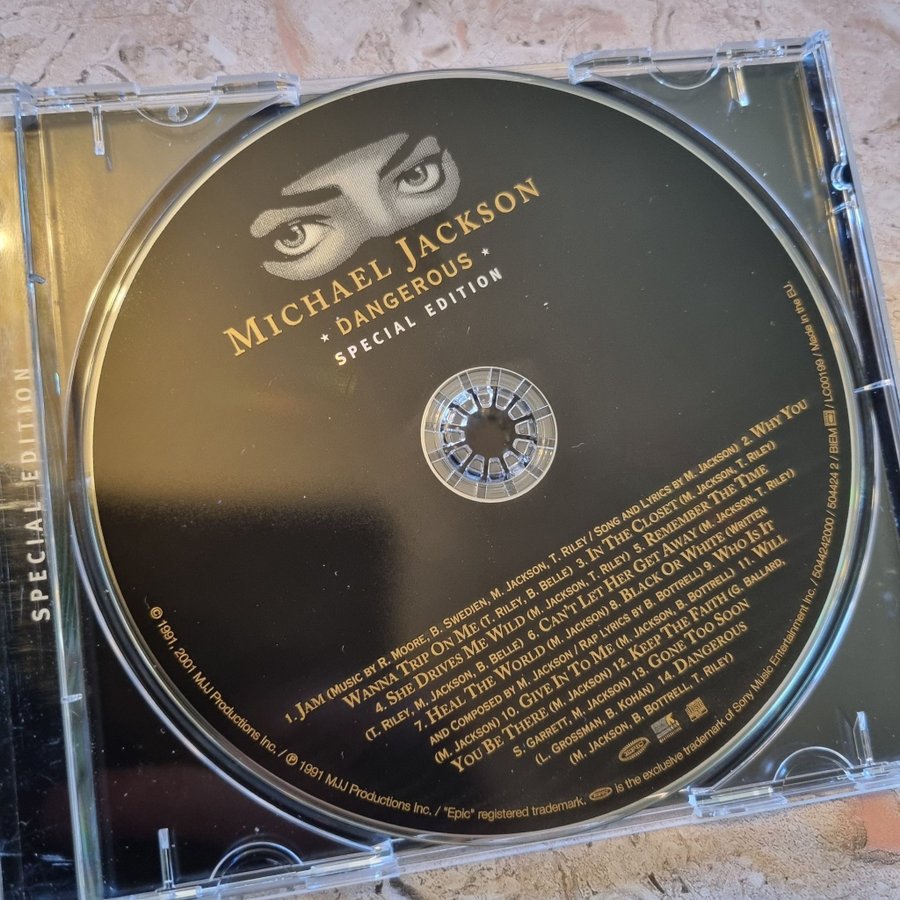 MICHAEL JACKSON
* DANGEROUS *
SPECIAL EDITION
SPECIAL EDITION
1. JAM (MUSIC BY R. MOORE, B. SWEDIEN, M. JACKSON, T. RILEY / SONG AND LYRICS BY M. JACKSON) 2. WHY YOU
WANNA TRIP ON ME (T. RILEY, B. BELLE) 3. IN THE CLOSET (M. JACKSON, T. RILEY)
4. SHE DRIVES ME WILD (M. JACKSON, T. RILEY) 5. REMEMBER THE TIME
(T. RILEY, M. JACKSON, B. BELLE) 6. CAN'T LET HER GET AWAY (M. JACKSON, T. RILEY)
7. HEAL THE WORLD (M. JACKSON) 8. BLACK OR WHITE (WRITTEN
AND COMPOSED BY M. JACKSON / RAP LYRICS BY B. BOTTRELL) 9. WHO IS IT
(M. JACKSON) 10. GIVE IN TO ME (M. JACKSON, B. BOTTRELL) 11. WILL
YOU BE THERE (M. JACKSON) 12. KEEP THE FAITH (G. BALLARD,
S. GARRETT, M. JACKSON) 13. GONE TOO SOON
(L. GROSSMAN, B. KOHAN) 14. DANGEROUS
(M. JACKSON, B. BOTTRELL, T. RILEY)
epic
© 1991, 2001 MJJ Productions Inc. / ℗ 1991 MJJ Productions Inc. / "Epic" registered trademark. epic is the exclusive trademark of Sony Music Entertainment Inc. / 5044242000 / 504424 2 / BIEM / LC00199 / Made in the EU